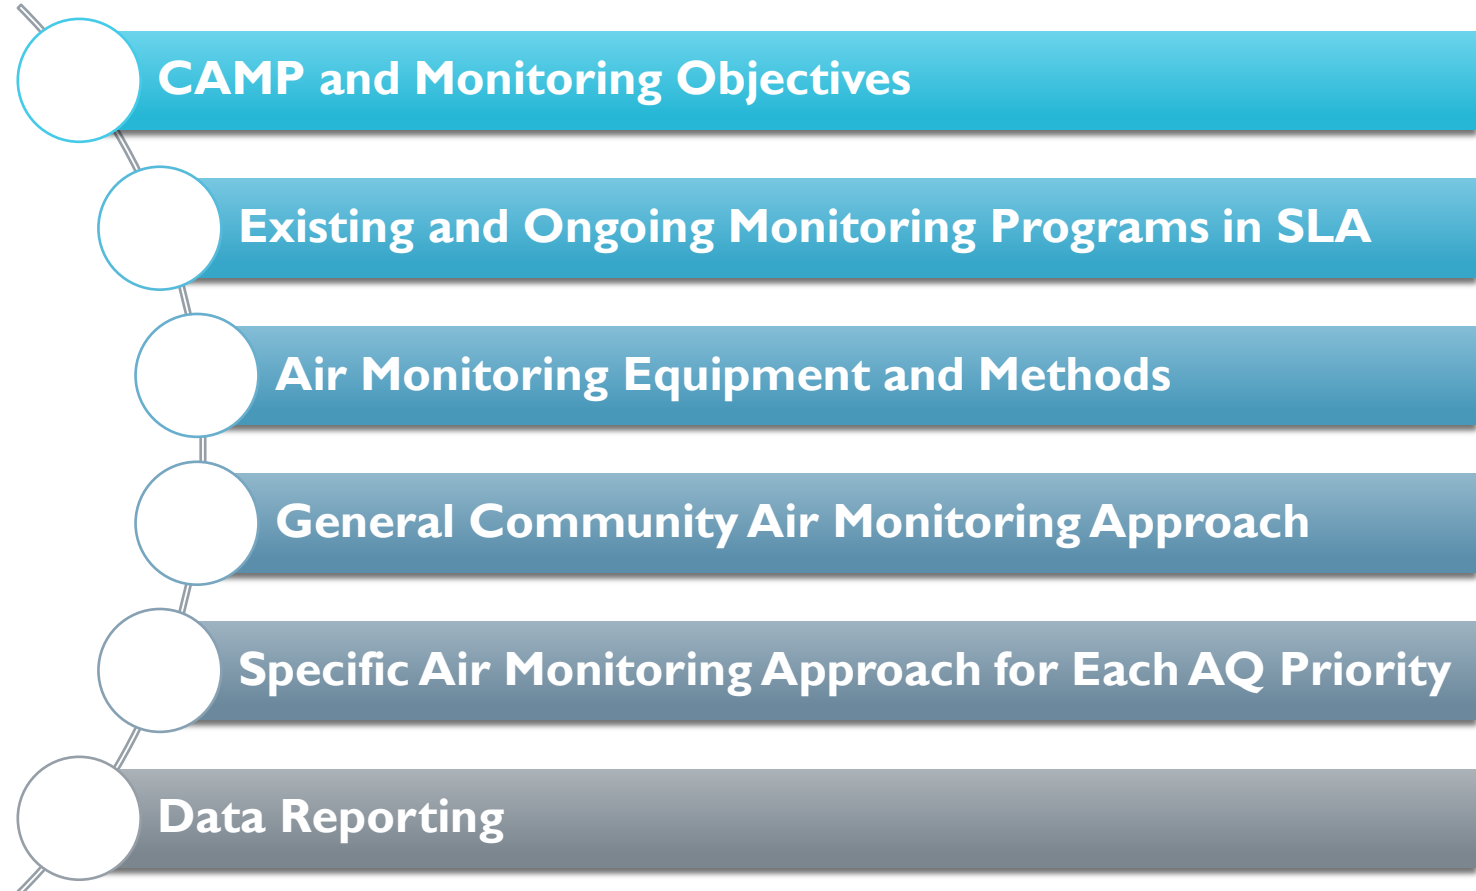 CAMP and Monitoring Objectives
Existing and Ongoing Monitoring Programs in SLA
Air Monitoring Equipment and Methods
General Community Air Monitoring Approach
Specific Air Monitoring Approach for Each AQ Priority
Data Reporting